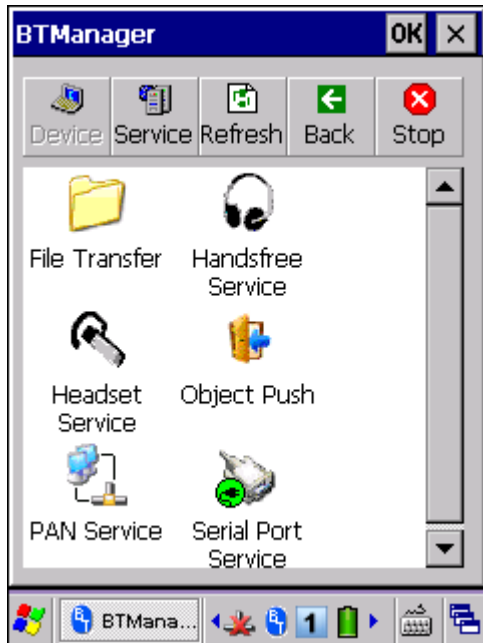 BTManager OK
Device Service Refresh Back Stop
File Transfer
Handsfree
Service
Headset
Service
Object Push
PAN Service
Serial Port
Service
BTMana... 1